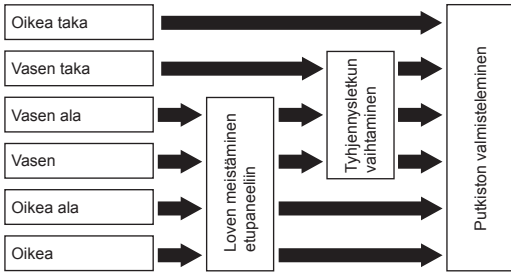 Oikea taka
Vasen taka
Vasen ala
Vasen
Oikea ala
Oikea
Loven meistäminen
etupaneeliin
Tyhjennysletkun
vaihtaminen
Putkiston valmisteleminen